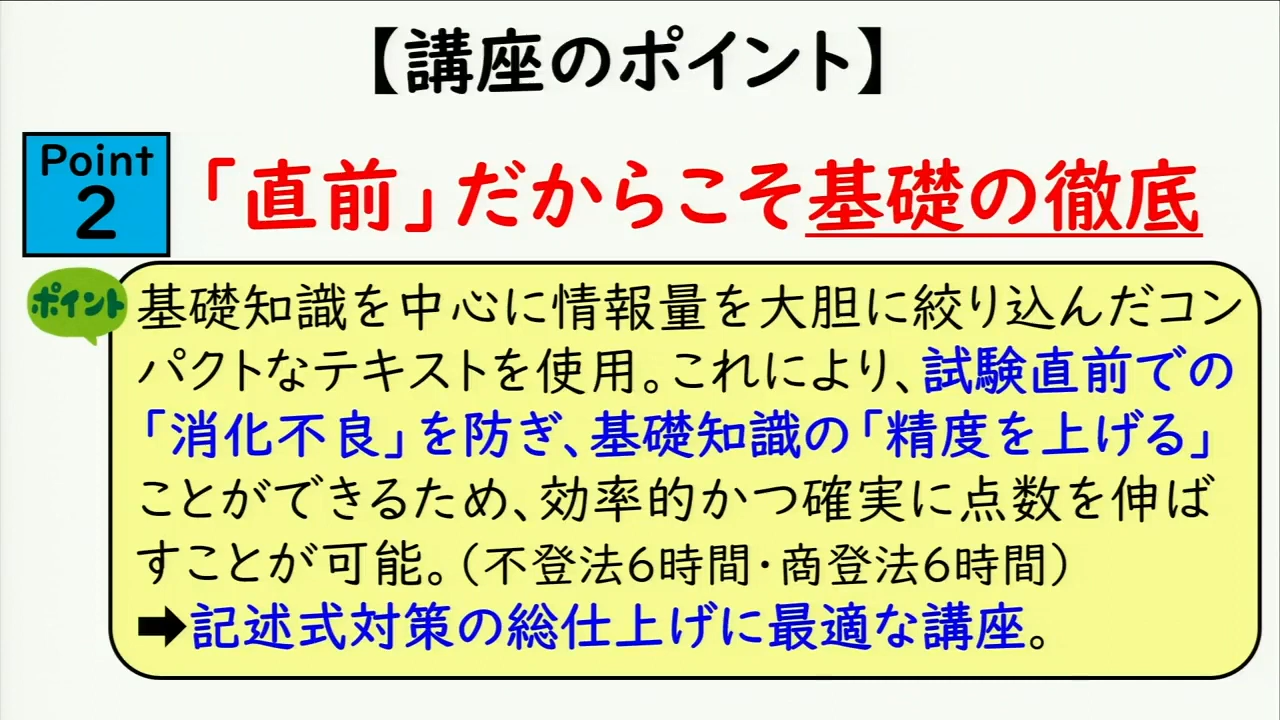 【講座のポイント】
Point
2
「直前」だからこそ基礎の徹底
ポイント
基礎知識を中心に情報量を大胆に絞り込んだコン
パクトなテキストを使用。これにより、試験直前での
「消化不良」を防ぎ、基礎知識の「精度を上げる」
ことができるため、効率的かつ確実に点数を伸ば
すことが可能。(不登法6時間・商登法6時間)
➡記述式対策の総仕上げに最適な講座。